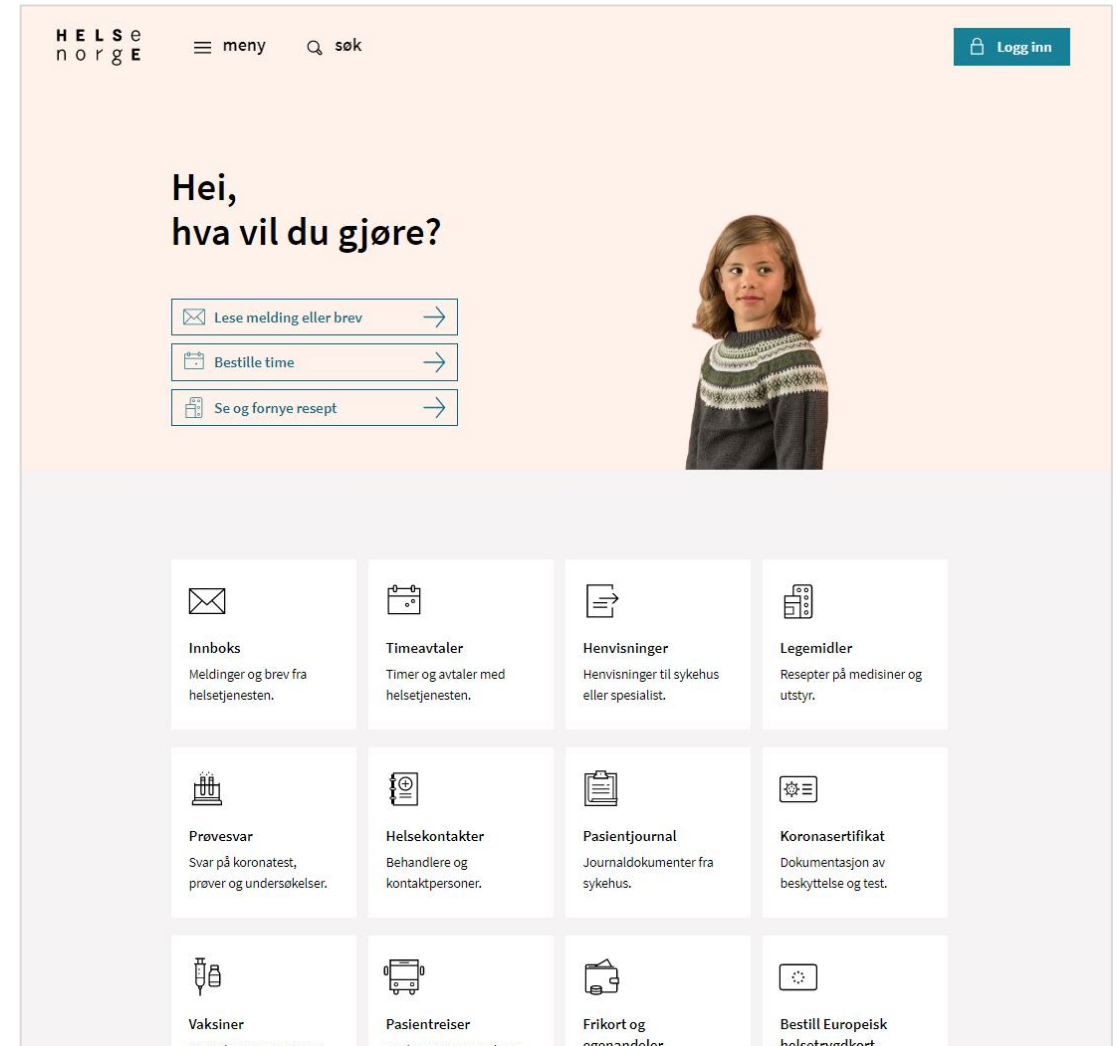 HELSe
norgE
meny
søk
Logg inn
Hei,
hva vil du gjøre?
Lese melding eller brev
Bestille time
Se og fornye resept
Innboks
Meldinger og brev fra
helsetjenesten.
Timeavtaler
Timer og avtaler med
helsetjenesten.
Henvisninger
Henvisninger til sykehus
eller spesialist.
Legemidler
Resepter på medisiner og
utstyr.
Prøvesvar
Svar på koronatest,
prøver og undersøkelser.
Helsekontakter
Behandlere og
kontaktpersoner.
Pasientjournal
Journaldokumenter fra
sykehus.
Koronasertifikat
Dokumentasjon av
beskyttelse og test.
Vaksiner
Pasientreiser
Frikort og
egenandeler
Bestill Europeisk
helsetrygdkort